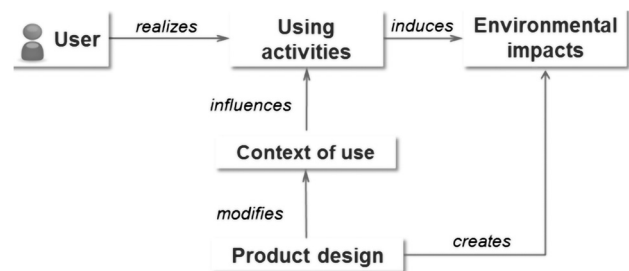 User
realizes
Using
activities
induces
Environmental
impacts
influences
Context of use
modifies
Product design
creates